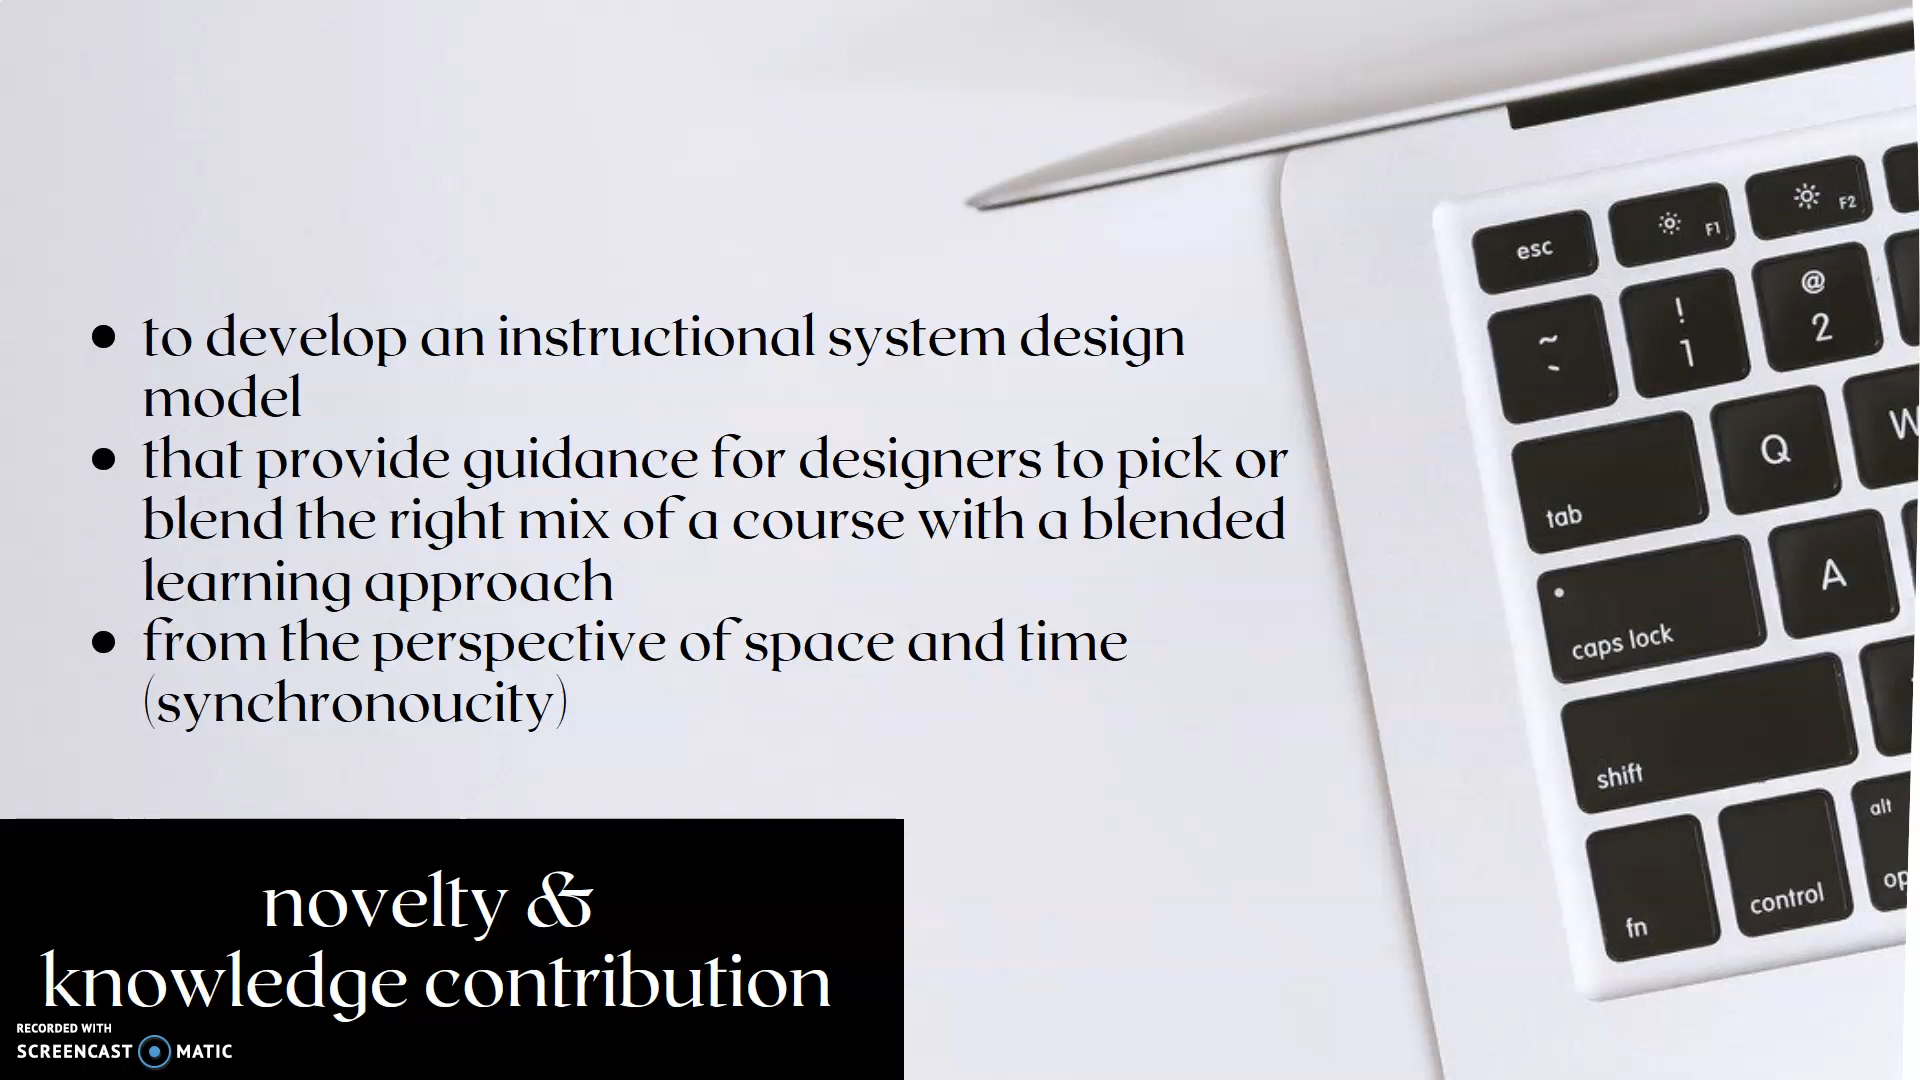 • to develop an instructional system design
model
• that provide guidance for designers to pick or
blend the right mix of a course with a blended
learning approach
• from the perspective of space and time
(synchronoucity)
novelty &
knowledge contribution
RECORDED WITH
SCREENCAST MATIC
esc
F1
F2
~
`
!
1
@
2
tab
Q
W
caps lock
A
shift
fn
control
alt